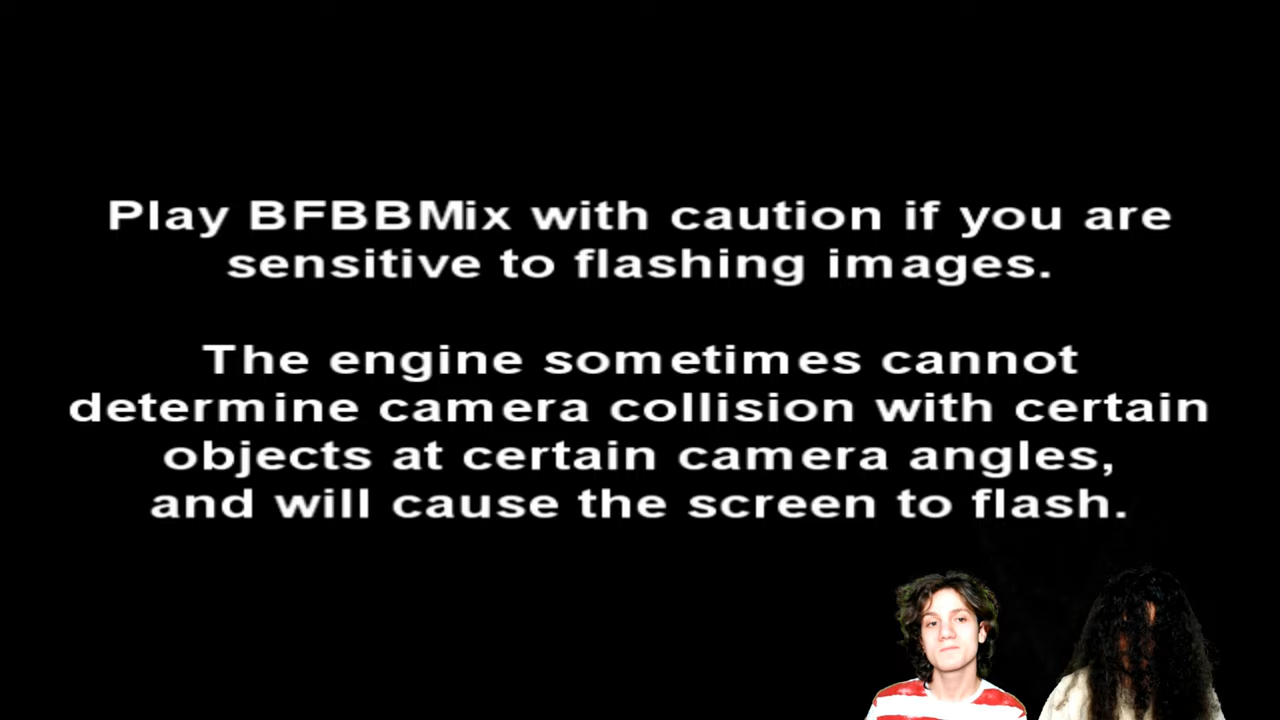 Play BFBBMix with caution if you are
sensitive to flashing images.
The engine sometimes cannot
determine camera collision with certain
objects at certain camera angles,
and will cause the screen to flash.